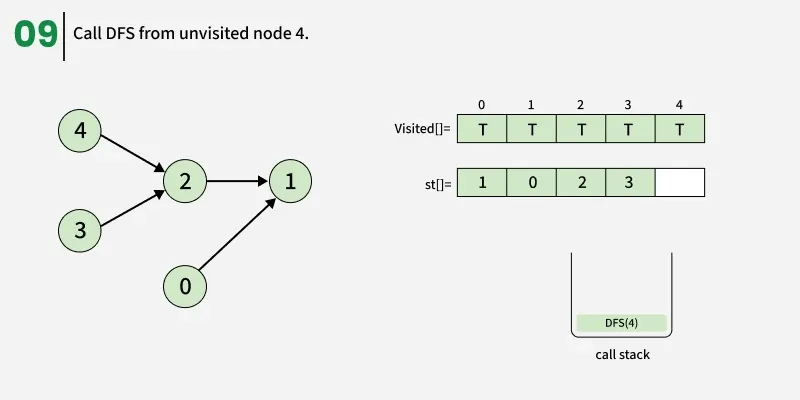 09
Call DFS from unvisited node 4.
0 1 2 3 4
Visited[]= T T T T T
st[]= 1 0 2 3
4
2
1
3
0
DFS(4)
call stack